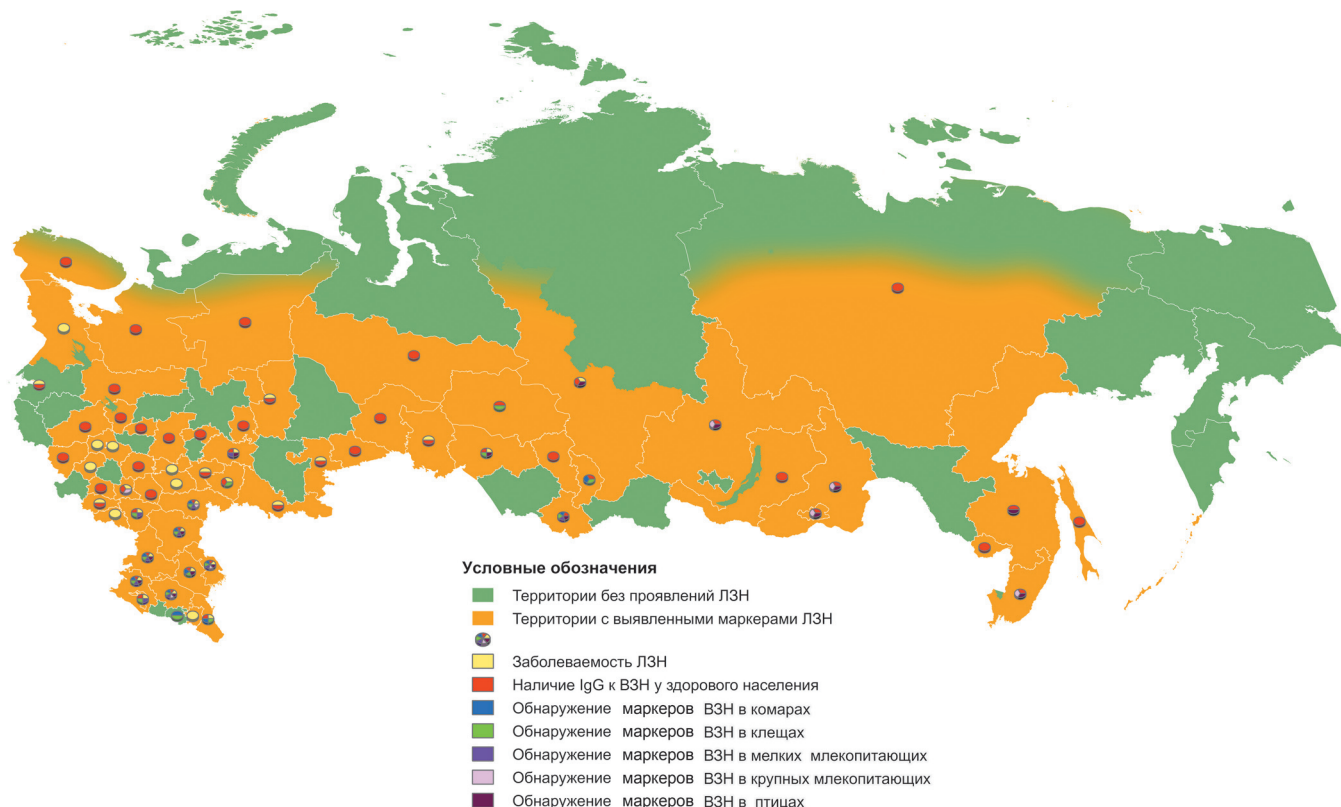 Условные обозначения
Территории без проявлений ЛЗН
Территории с выявленными маркерами ЛЗН
Заболеваемость ЛЗН
Наличие IgG к ВЗН у здорового населения
Обнаружение маркеров ВЗН в комарах
Обнаружение маркеров ВЗН в клещах
Обнаружение маркеров ВЗН в мелких млекопитающих
Обнаружение маркеров ВЗН в крупных млекопитающих
Обнаружение маркеров ВЗН в птицах